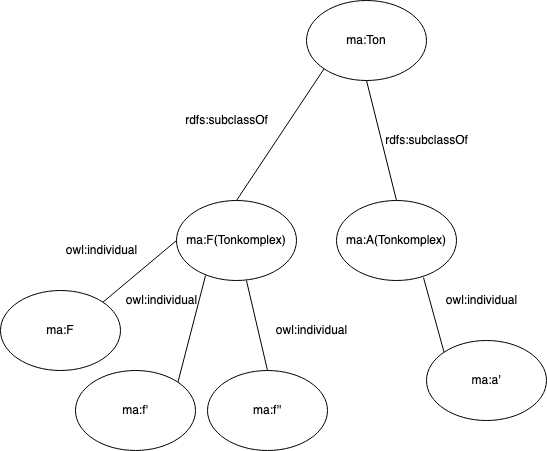 ma:Ton
rdfs:subclassOf
rdfs:subclassOf
ma:F(Tonkomplex)
ma:A(Tonkomplex)
owl:individual
owl:individual
owl:individual
owl:individual
ma:F
ma:f'
ma:f''
ma:a'